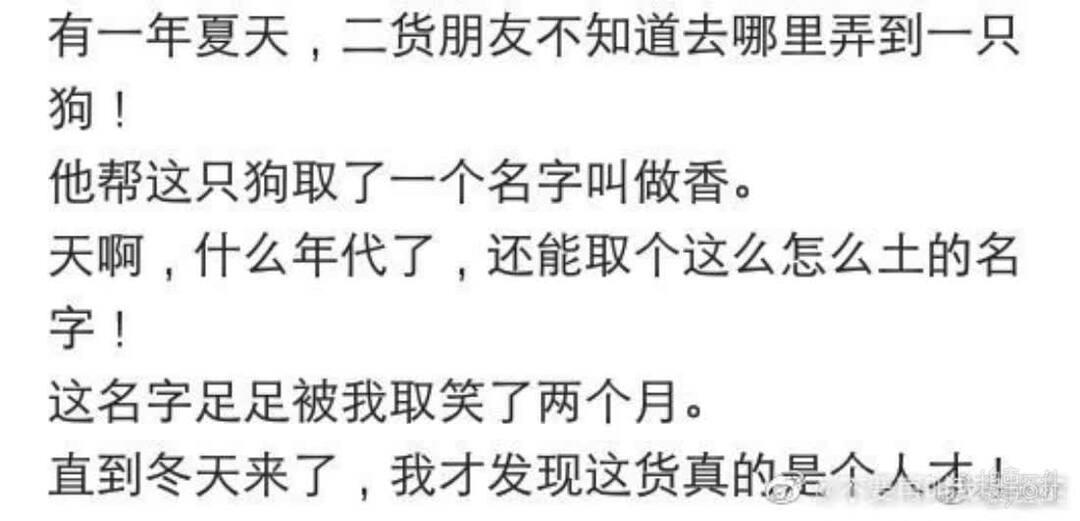 有一年夏天，二货朋友不知道去哪里弄到一只
狗！
他帮这只狗取了一个名字叫做香。
天啊，什么年代了，还能取个这么怎么土的名
字！
这名字足足被我取笑了两个月。
直到冬天来了，我才发现这货真的是个人才！